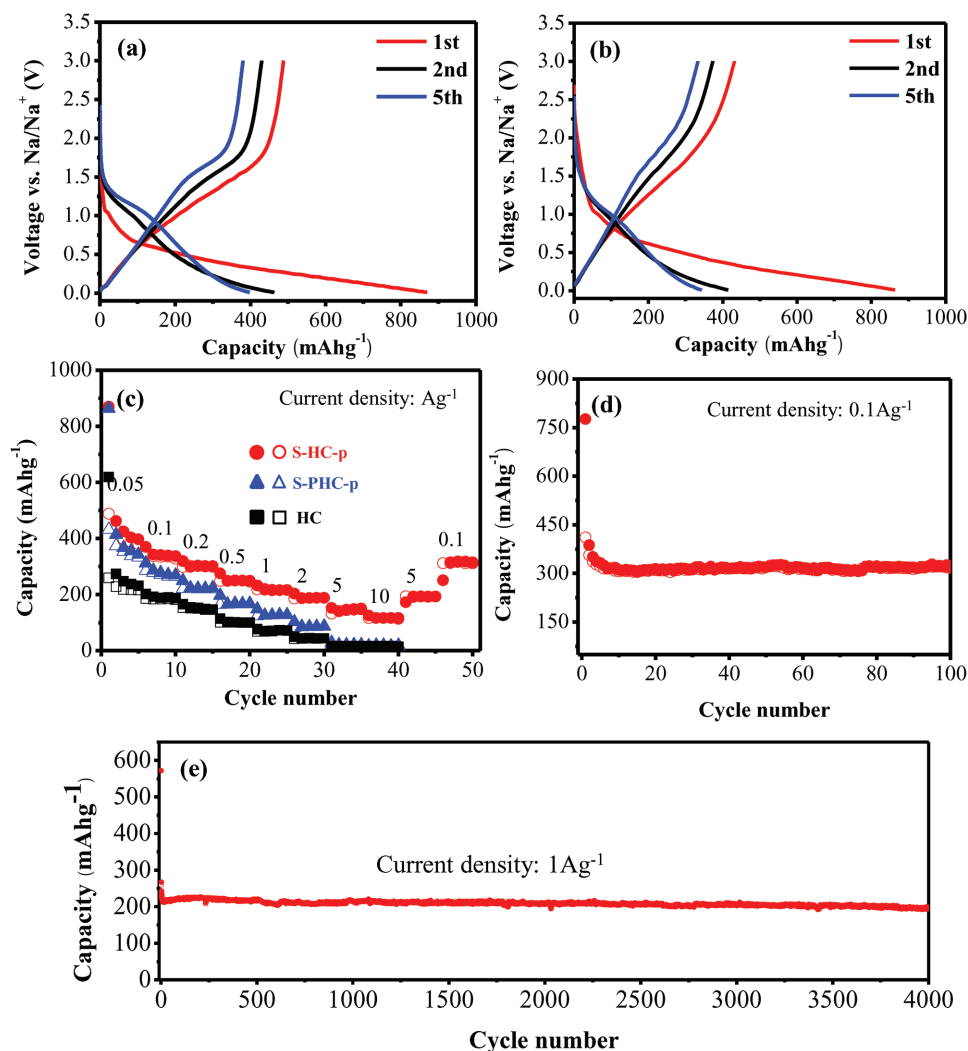 (a)
1st
2nd
5th
3.0
2.5
2.0
1.5
1.0
0.5
0.0
Voltage vs. Na/Na⁺ (V)
0 200 400 600 800 1000
Capacity (mAhg⁻¹)
(b)
1st
2nd
5th
3.0
2.5
2.0
1.5
1.0
0.5
0.0
Voltage vs. Na/Na⁺ (V)
0 200 400 600 800 1000
Capacity (mAhg⁻¹)
(c)
Current density: Ag⁻¹
S-HC-p
S-PHC-p
HC
0.05
0.1
0.2
0.5
1
2
5
10
5
0.1
1000
800
600
400
200
0
Capacity (mAhg⁻¹)
0 10 20 30 40 50
Cycle number
(d)
Current density: 0.1Ag⁻¹
900
750
600
450
300
150
Capacity (mAhg⁻¹)
0 20 40 60 80 100
Cycle number
(e)
Current density: 1Ag⁻¹
600
500
400
300
200
100
0
Capacity (mAhg⁻¹)
0 500 1000 1500 2000 2500 3000 3500 4000
Cycle number